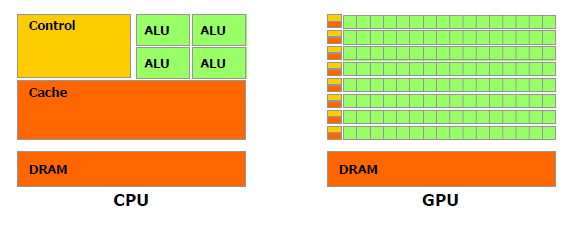 Control
ALU ALU
ALU ALU
Cache
DRAM
CPU
DRAM
GPU